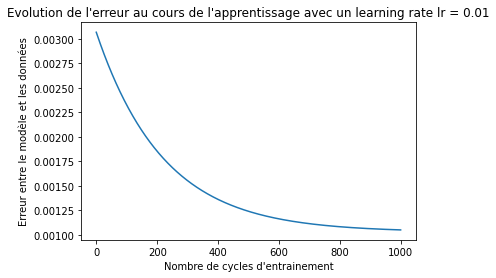 Evolution de l'erreur au cours de l'apprentissage avec un learning rate lr = 0.01
Erreur entre le modèle et les données
0.00300
0.00275
0.00250
0.00225
0.00200
0.00175
0.00150
0.00125
0.00100
0 200 400 600 800 1000
Nombre de cycles d'entrainement